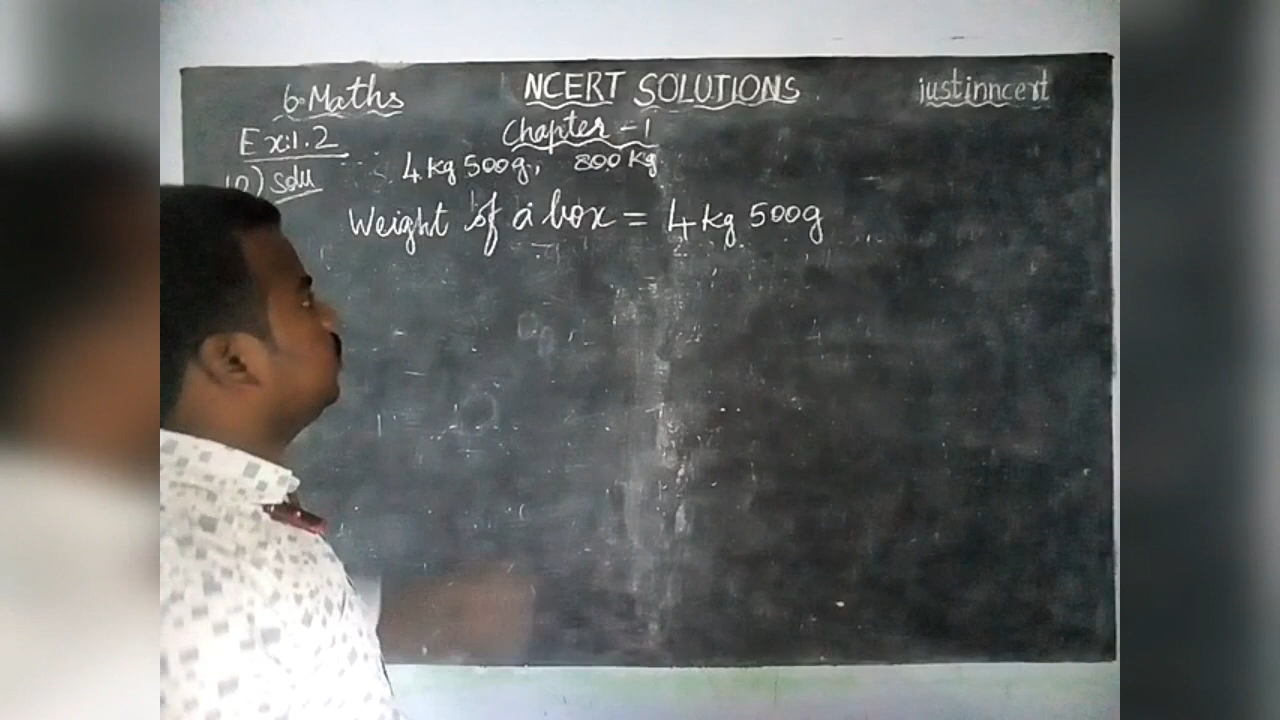 6. Maths NCERT SOLUTIONS justinncert
Ex:1.2 Chapter - 1
10) Solu 4 kg 500g, 800 kg
Weight of a box = 4 kg 500g